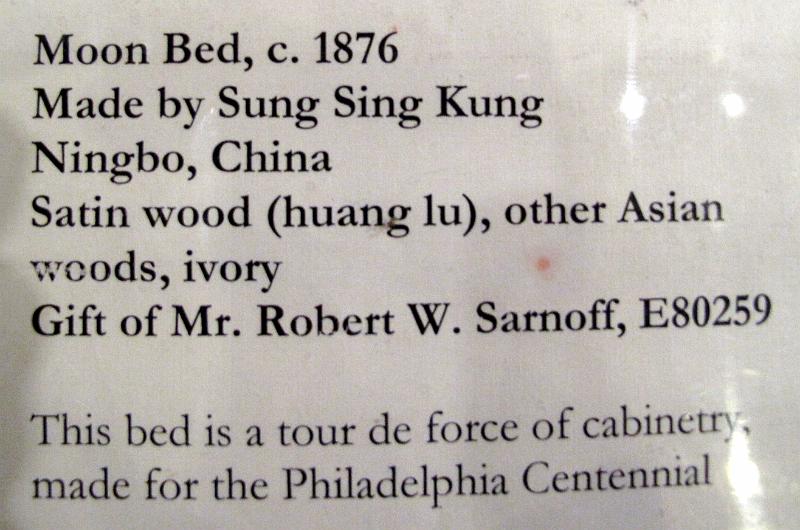 Moon Bed, c. 1876
Made by Sung Sing Kung
Ningbo, China
Satin wood (huang lu), other Asian
woods, ivory
Gift of Mr. Robert W. Sarnoff, E80259
This bed is a tour de force of cabinetry,
made for the Philadelphia Centennial